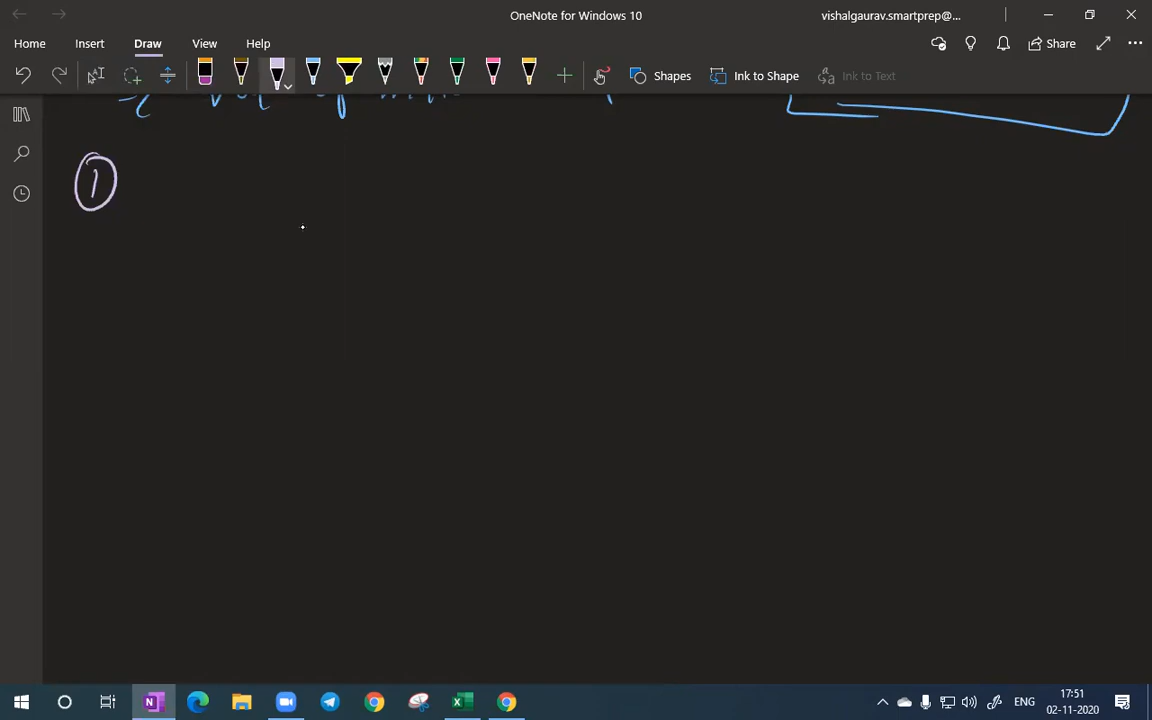 OneNote for Windows 10
vishalgaurav.smartprep@...
Home Insert Draw View Help
Share
Shapes Ink to Shape Ink to Text
1
ENG
17:51
02-11-2020